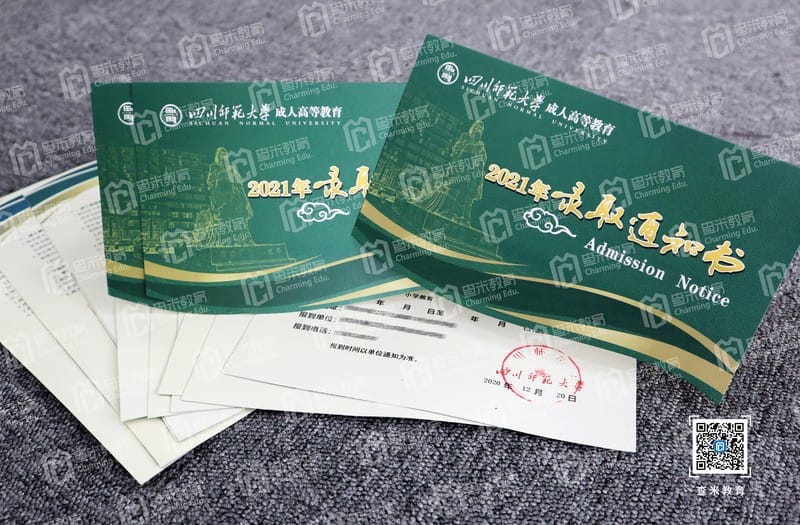 四川师范大学 成人高等教育
SICHUAN NORMAL UNIVERSITY
2021年录取通知书
Admission Notice
四川师范大学 成人高等教育
SICHUAN NORMAL UNIVERSITY
2021年录取
小学教育
年 月 日至 年 月 日
报到单位:
报到电话:
报到时间以单位通知为准.
四川师范大学
2020 年 12 月 20 日
查米教育
Charming Edu.
查米教育